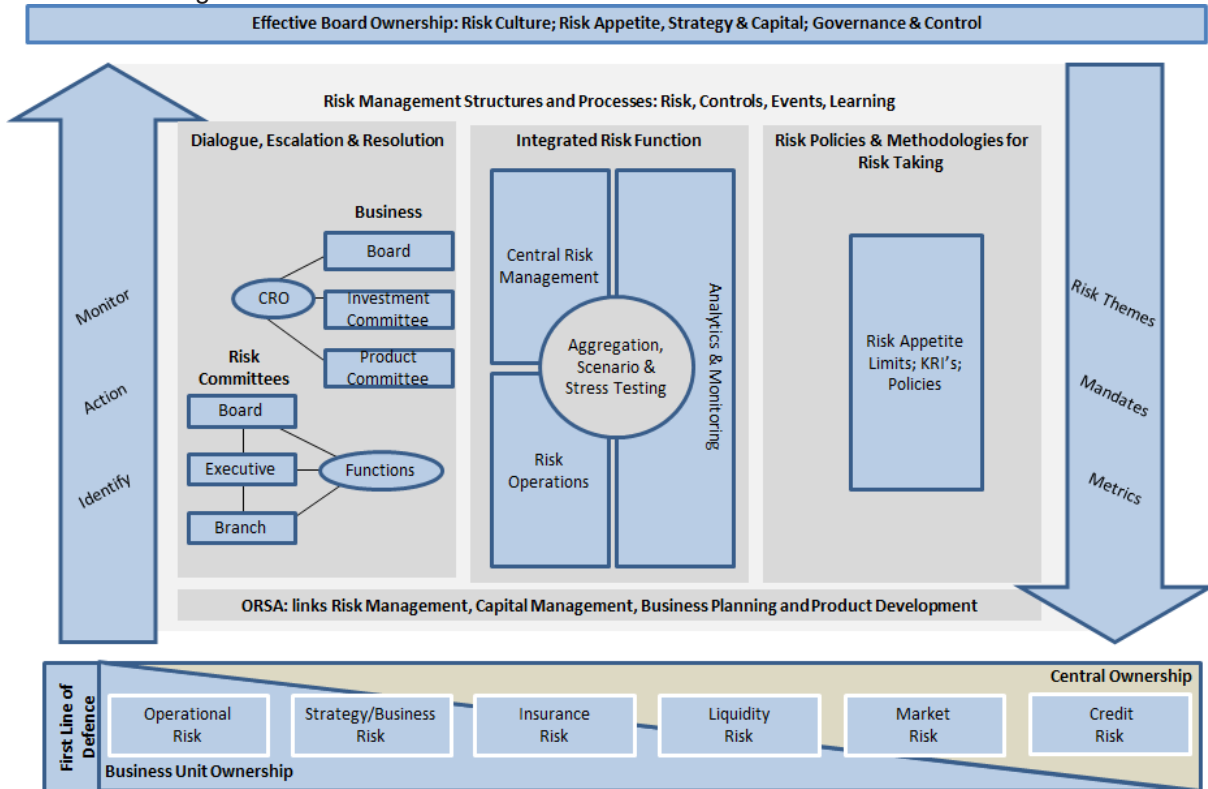 Effective Board Ownership: Risk Culture; Risk Appetite, Strategy & Capital; Governance & Control
Risk Management Structures and Processes: Risk, Controls, Events, Learning
Dialogue, Escalation & Resolution
Business
Board
CRO
Investment
Committee
Product
Committee
Risk
Committees
Board
Executive
Functions
Branch
Integrated Risk Function
Central Risk
Management
Aggregation,
Scenario &
Stress Testing
Analytics & Monitoring
Risk
Operations
Risk Policies & Methodologies for
Risk Taking
Risk Appetite
Limits; KRI's;
Policies
Monitor
Action
Identify
Risk Themes
Mandates
Metrics
ORSA: links Risk Management, Capital Management, Business Planning and Product Development
First Line of
Defence
Central Ownership
Operational
Risk
Strategy/Business
Risk
Insurance
Risk
Liquidity
Risk
Market
Risk
Credit
Risk
Business Unit Ownership